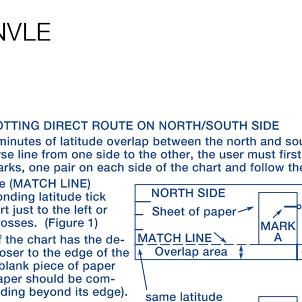 NVLE
OTTING DIRECT ROUTE ON NORTH/SOUTH SIDE
minutes of latitude overlap between the north and sou
rse line from one side to the other, the user must first
arks, one pair on each side of the chart and follow the
e (MATCH LINE)
onding latitude tick
rt just to the left or
osses. (Figure 1)
f the chart has the de-
oser to the edge of the
blank piece of paper
aper should be com-
ding beyond its edge).
NORTH SIDE
Sheet of paper
MARK
A
MATCH LINE
Overlap area
same latitude